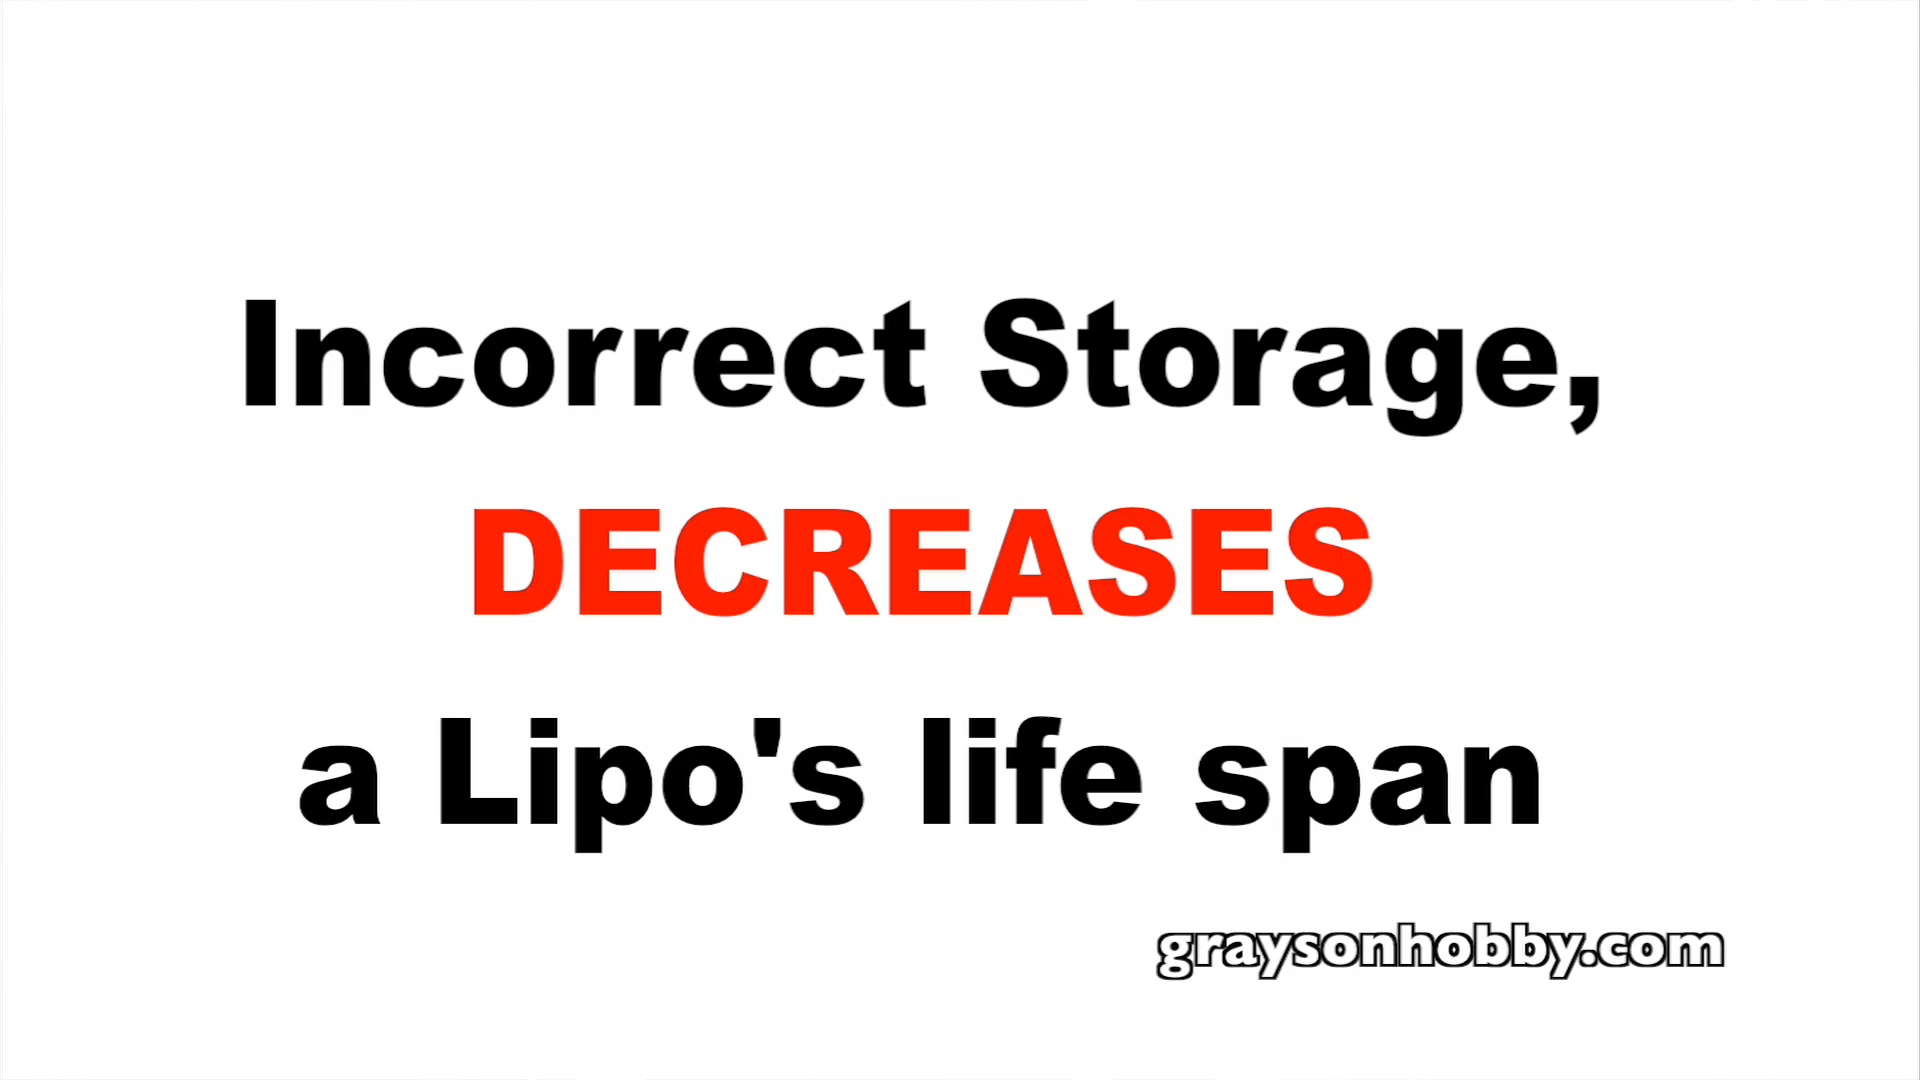 Incorrect Storage,
DECREASES
a Lipo's life span
graysonhobby.com